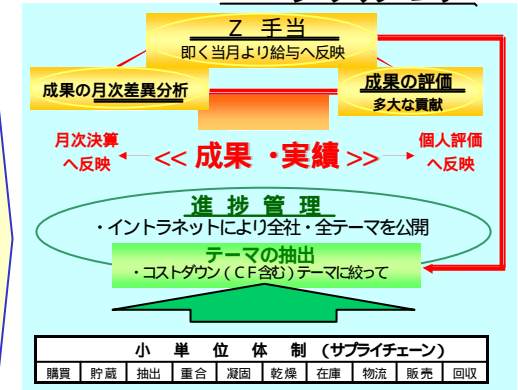 Z 手当
即く当月より給与へ反映
成果の月次差異分析
成果の評価
多大な貢献
月次決算
へ反映
<< 成果 ・実績 >>
個人評価
へ反映
進 捗 管 理
・イントラネットにより全社・全テーマを公開
テーマの抽出
・コストダウン(CF含む)テーマに絞って
小 単 位 体 制 (サプライチェーン)
購買 貯蔵 抽出 重合 凝固 乾燥 在庫 物流 販売 回収